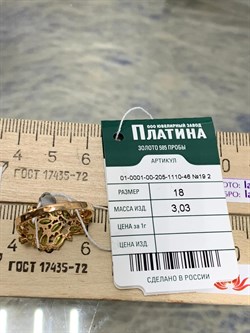 ООО ЮВЕЛИРНЫЙ ЗАВОД
ПЛАТИНА
ЗОЛОТО 585 ПРОБЫ
АРТИКУЛ
01-0001-00-205-1110-46 №19 2
РАЗМЕР 18
МАССА ИЗД. 3,03
ЦЕНА за 1г
ЦЕНА ИЗД.
СДЕЛАНО В РОССИИ
4 5 6
ГОСТ 17435-72
6
ГОСТ 17435-72